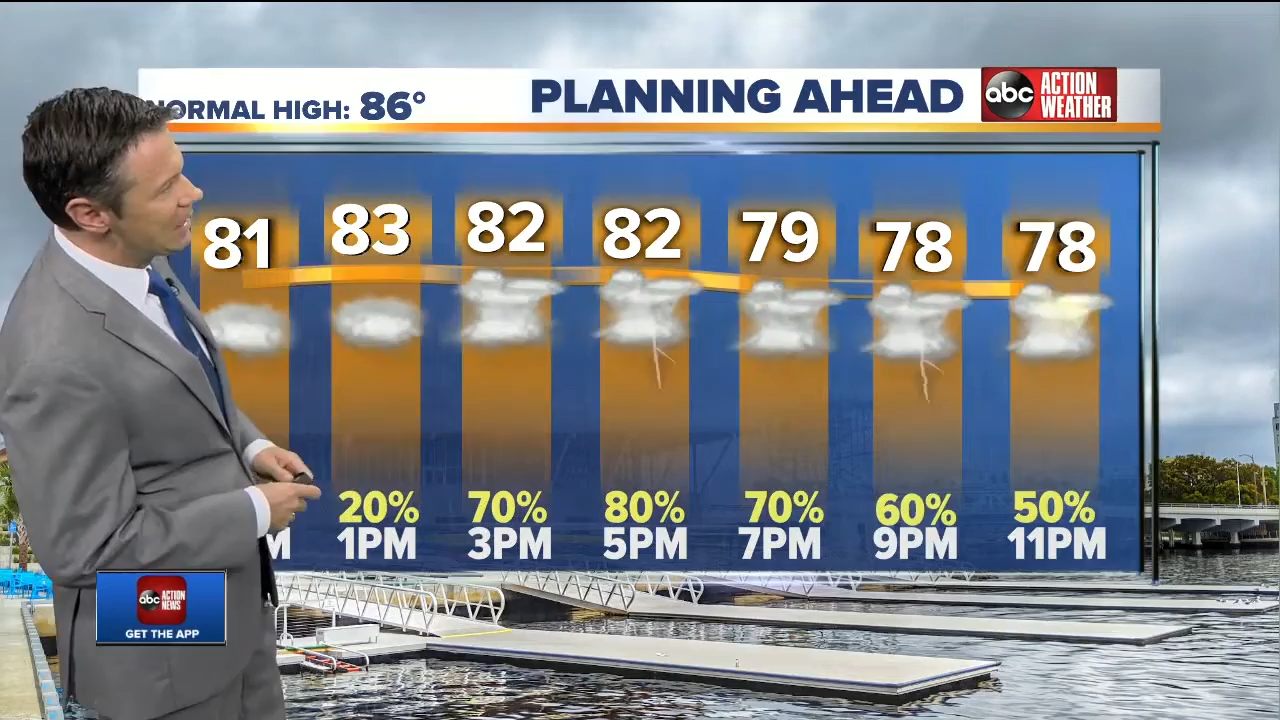 NORMAL HIGH: 86°
PLANNING AHEAD
abc ACTION WEATHER
81 83 82 82 79 78 78
20% 70% 80% 70% 60% 50%
M 1PM 3PM 5PM 7PM 9PM 11PM
abc ACTION NEWS
GET THE APP